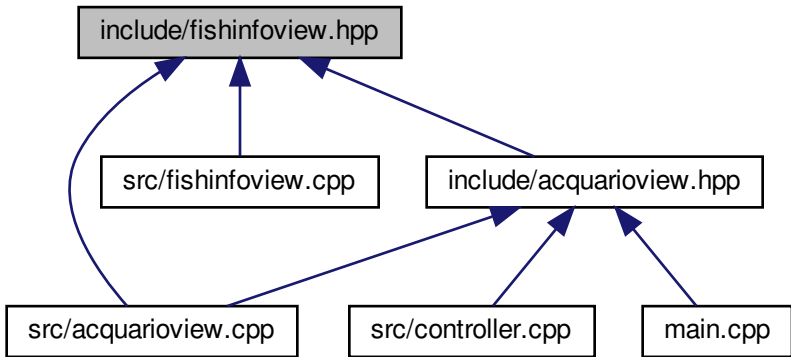 include/fishinfoview.hpp
src/fishinfoview.cpp
include/acquarioview.hpp
src/acquarioview.cpp
src/controller.cpp
main.cpp